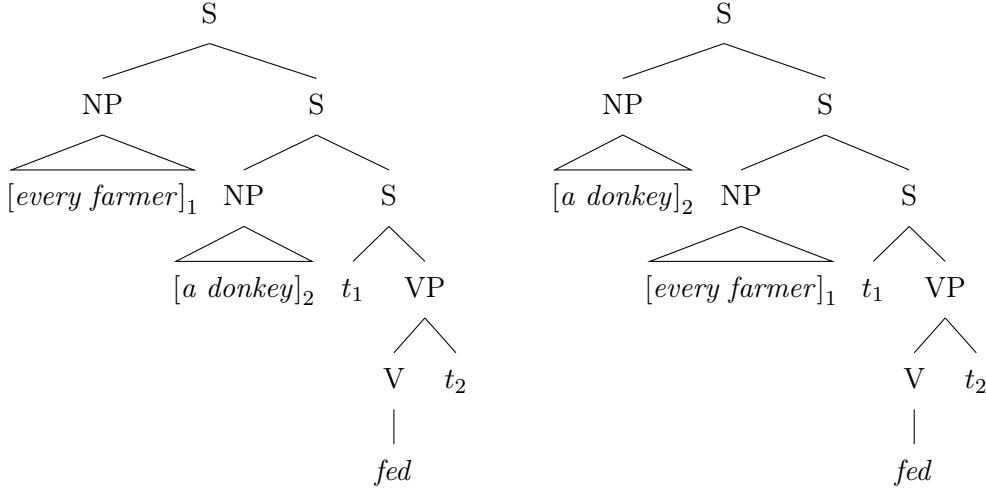 S S
NP S NP S
[every farmer]₁ NP S [a donkey]₂ NP S
[a donkey]₂ t₁ VP [every farmer]₁ t₁ VP
V t₂ V t₂
fed fed